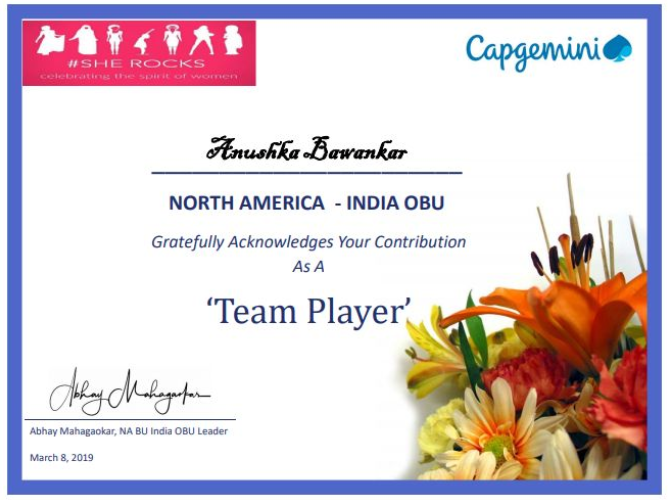 #SHE ROCKS
celebrating the spirit of women
Capgemini
Anushka Bawankar
NORTH AMERICA - INDIA OBU
Gratefully Acknowledges Your Contribution
As A
‘Team Player’
Abhay Mahagaokar
Abhay Mahagaokar, NA BU India OBU Leader
March 8, 2019